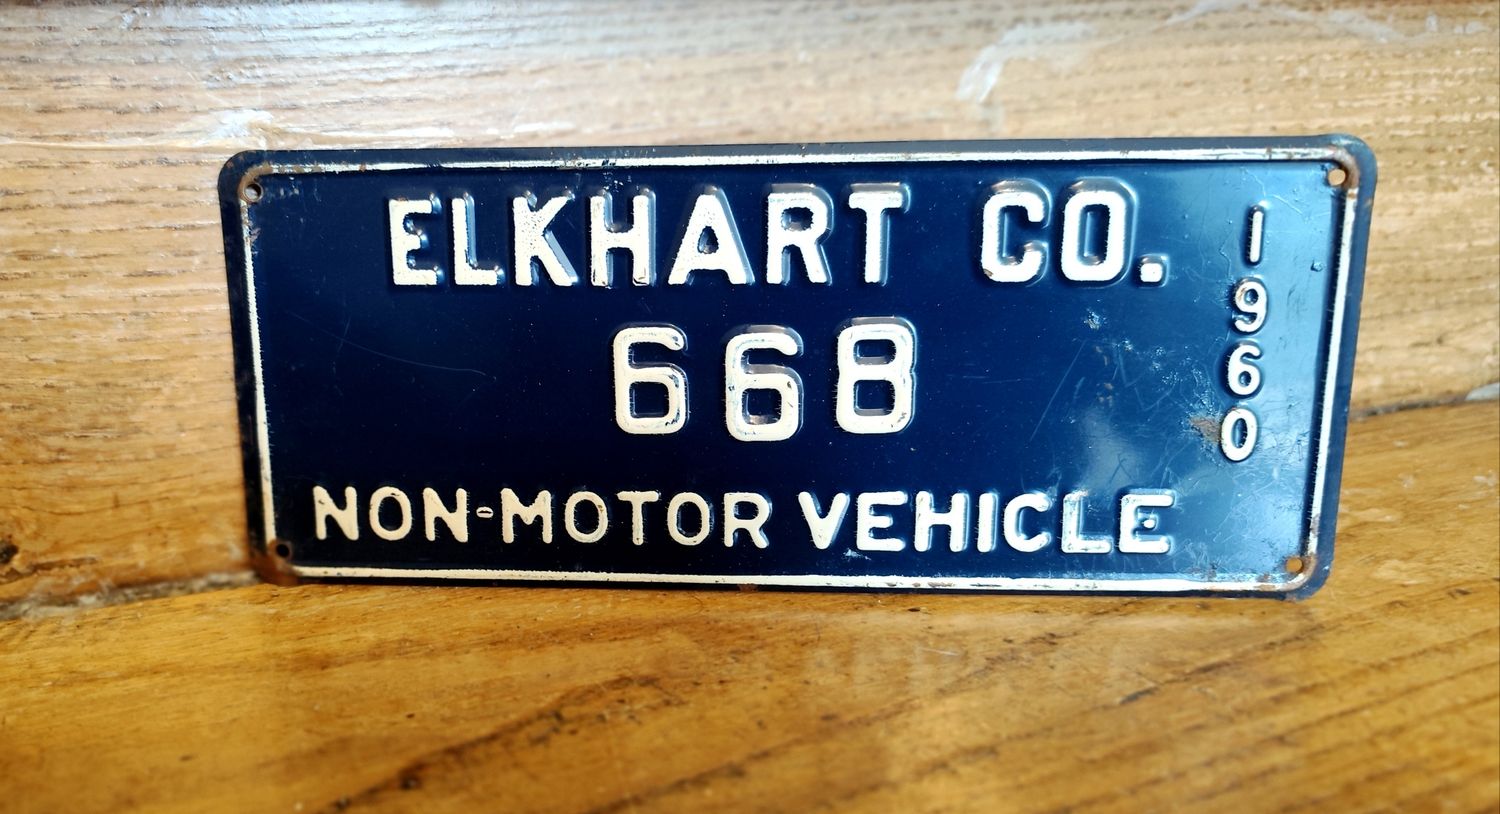 ELKHART CO.
668
NON-MOTOR VEHICLE
1960